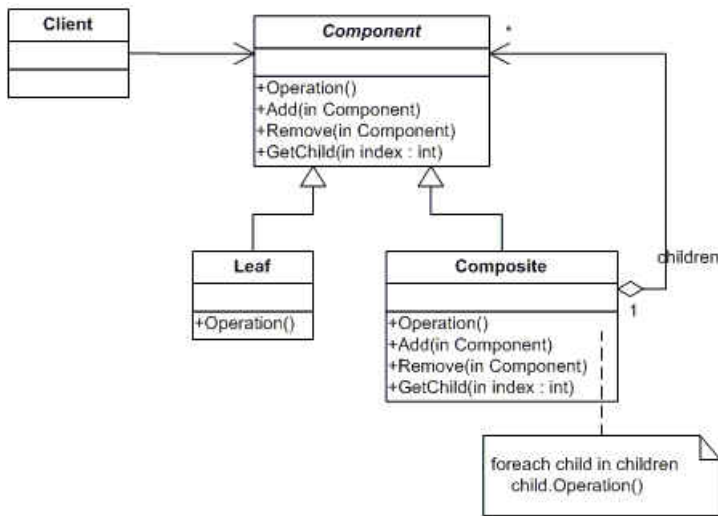 Client
Component
*
+Operation()
+Add(in Component)
+Remove(in Component)
+GetChild(in index : int)
children
Leaf
+Operation()
Composite
1
+Operation()
+Add(in Component)
+Remove(in Component)
+GetChild(in index : int)
foreach child in children
child.Operation()